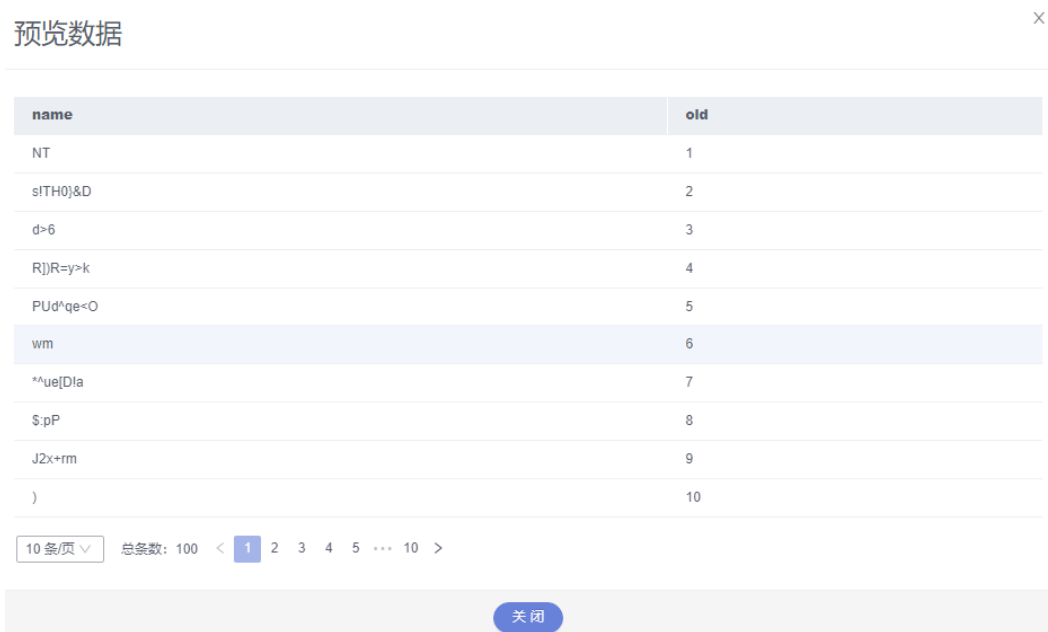 预览数据
name old
NT 1
s!TH0}&D 2
d>6 3
R])R=y>k 4
PUd^qe<O 5
wm 6
*^ue[D!a 7
$:pP 8
J2x+rm 9
) 10
10 条/页 总条数: 100 < 1 2 3 4 5 ··· 10 >
关 闭